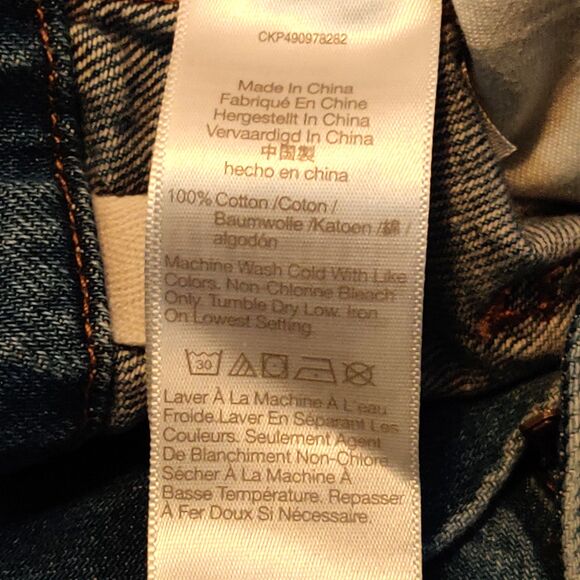 CKP490978282
Made In China
Fabriqué En Chine
Hergestellt In China
Vervaardigd In China
中国製
hecho en china
100% Cotton /Coton /
Baumwolle /Katoen /綿 /
algodón
Machine Wash Cold With Like
Colors. Non-Chlorine Bleach
Only. Tumble Dry Low. Iron
On Lowest Setting.
30
Laver À La Machine À L'eau
Froide.Laver En Séparant Les
Couleurs. Seulement Agent
De Blanchiment Non-Chlore.
Sécher À La Machine À
Basse Température. Repasser
À Fer Doux Si Nécessaire.